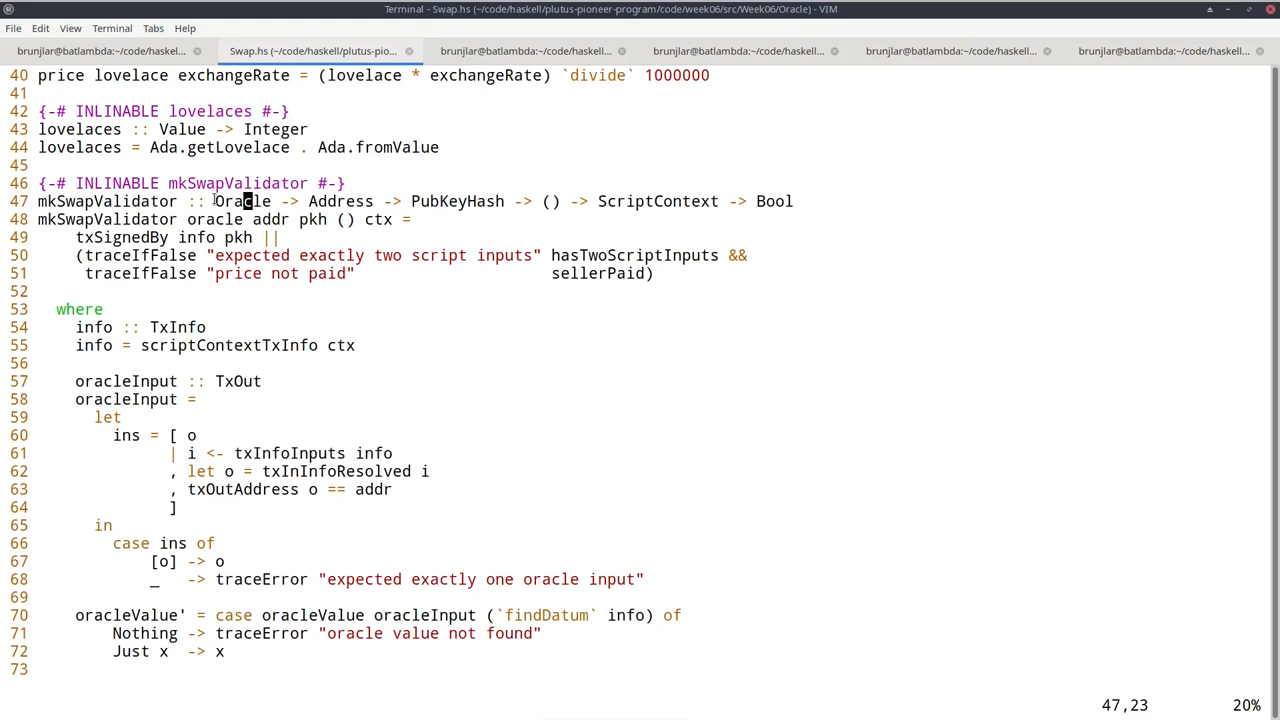 Terminal - Swap.hs (~/code/haskell/plutus-pioneer-program/code/week06/src/Week06/Oracle) - VIM
File Edit View Terminal Tabs Help
brunjlar@batlambda:~/code/haskell... Swap.hs (~/code/haskell/plutus-pio... brunjlar@batlambda:~/code/haskell... brunjlar@batlambda:~/code/haskell... brunjlar@batlambda:~/code/haskell... brunjlar@batlambda:~/code/haskell...
40 price lovelace exchangeRate = (lovelace * exchangeRate) `divide` 1000000
41
42 {-# INLINABLE lovelaces #-}
43 lovelaces :: Value -> Integer
44 lovelaces = Ada.getLovelace . Ada.fromValue
45
46 {-# INLINABLE mkSwapValidator #-}
47 mkSwapValidator :: Oracle -> Address -> PubKeyHash -> () -> ScriptContext -> Bool
48 mkSwapValidator oracle addr pkh () ctx =
49     txSignedBy info pkh ||
50     (traceIfFalse "expected exactly two script inputs" hasTwoScriptInputs &&
51      traceIfFalse "price not paid"                     sellerPaid)
52
53   where
54     info :: TxInfo
55     info = scriptContextTxInfo ctx
56
57     oracleInput :: TxOut
58     oracleInput =
59       let
60         ins = [ o
61               | i <- txInfoInputs info
62               , let o = txInInfoResolved i
63               , txOutAddress o == addr
64               ]
65       in
66         case ins of
67             [o] -> o
68             _   -> traceError "expected exactly one oracle input"
69
70     oracleValue' = case oracleValue oracleInput (`findDatum` info) of
71         Nothing -> traceError "oracle value not found"
72         Just x  -> x
73
47,23 20%